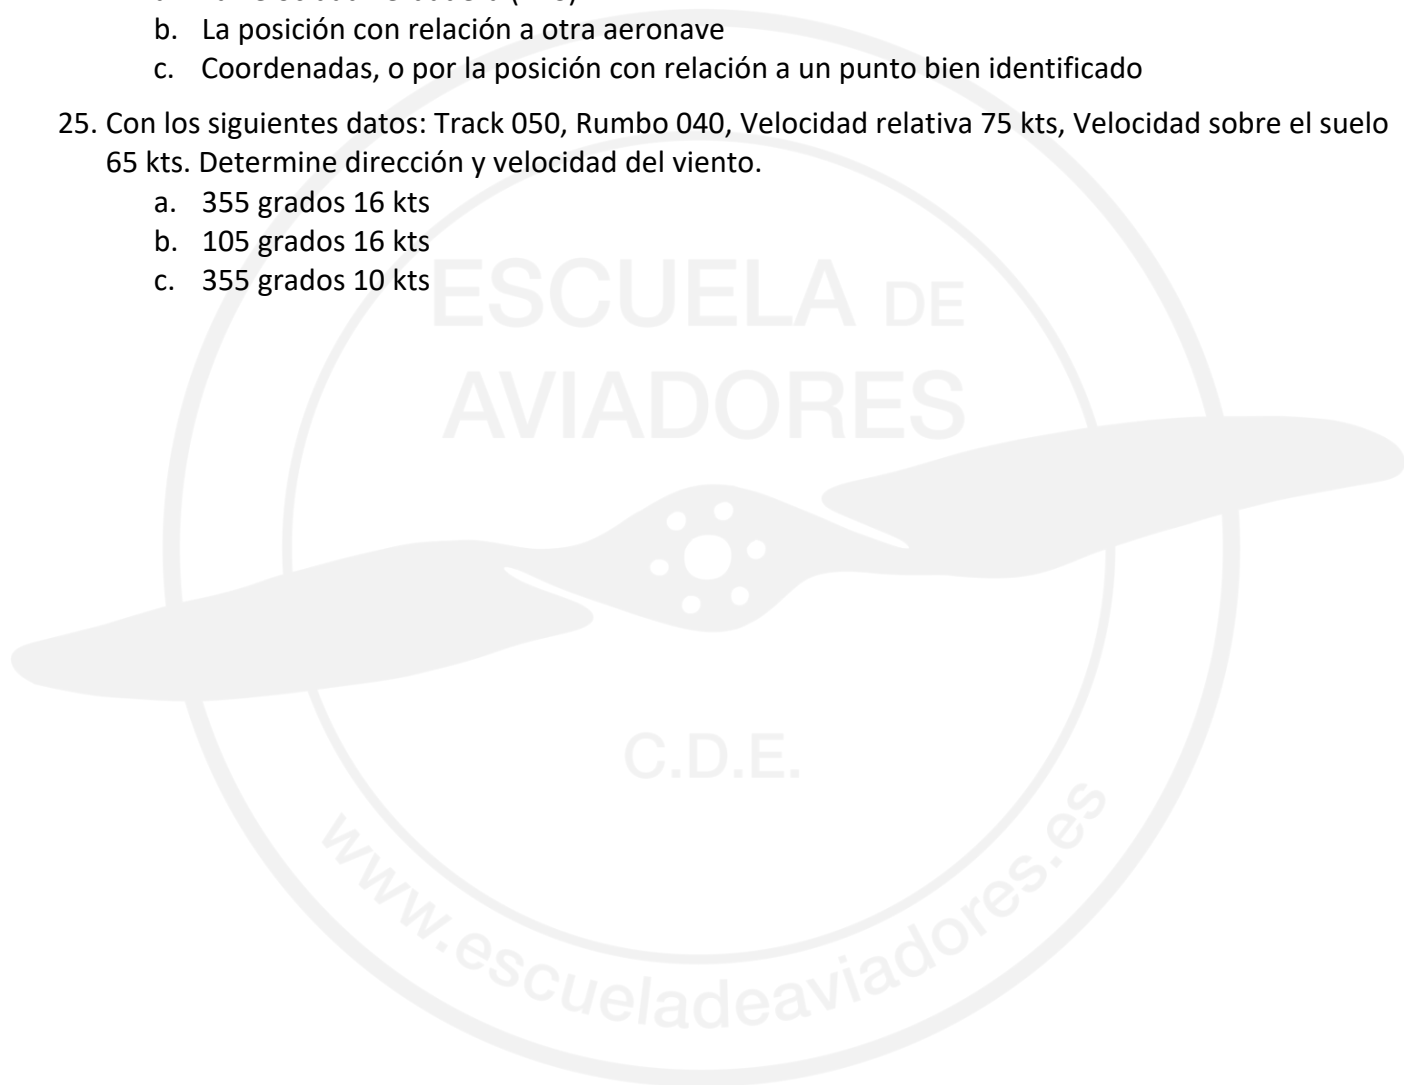 b. La posición con relación a otra aeronave
c. Coordenadas, o por la posición con relación a un punto bien identificado
25. Con los siguientes datos: Track 050, Rumbo 040, Velocidad relativa 75 kts, Velocidad sobre el suelo
65 kts. Determine dirección y velocidad del viento.
a. 355 grados 16 kts
b. 105 grados 16 kts
c. 355 grados 10 kts
ESCUELA DE
AVIADORES
C.D.E.
www.escueladeaviadores.es